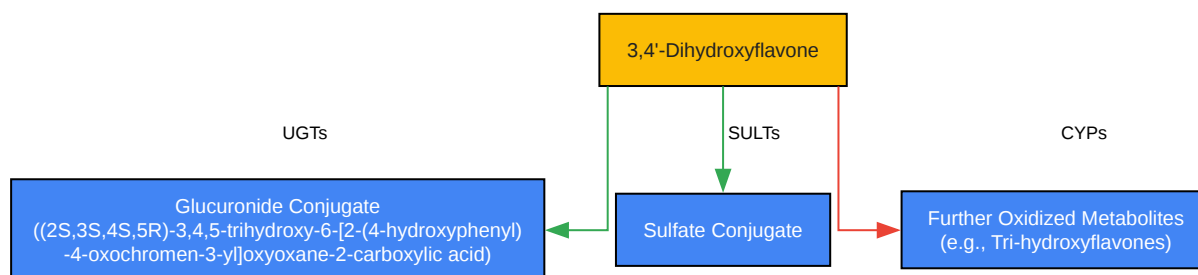 3,4'-Dihydroxyflavone
UGTs
SULTs
CYPs
Glucuronide Conjugate
((2S,3S,4S,5R)-3,4,5-trihydroxy-6-[2-(4-hydroxyphenyl)
-4-oxochromen-3-yl]oxyoxane-2-carboxylic acid)
Sulfate Conjugate
Further Oxidized Metabolites
(e.g., Tri-hydroxyflavones)